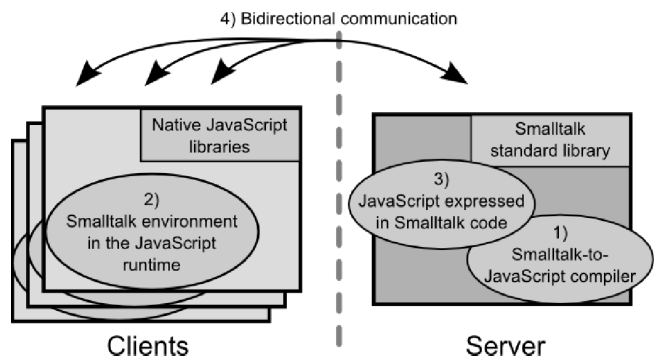 4) Bidirectional communication
Native JavaScript
libraries
2)
Smalltalk environment
in the JavaScript
runtime
Clients
Smalltalk
standard library
3)
JavaScript expressed
in Smalltalk code
1)
Smalltalk-to-
JavaScript compiler
Server